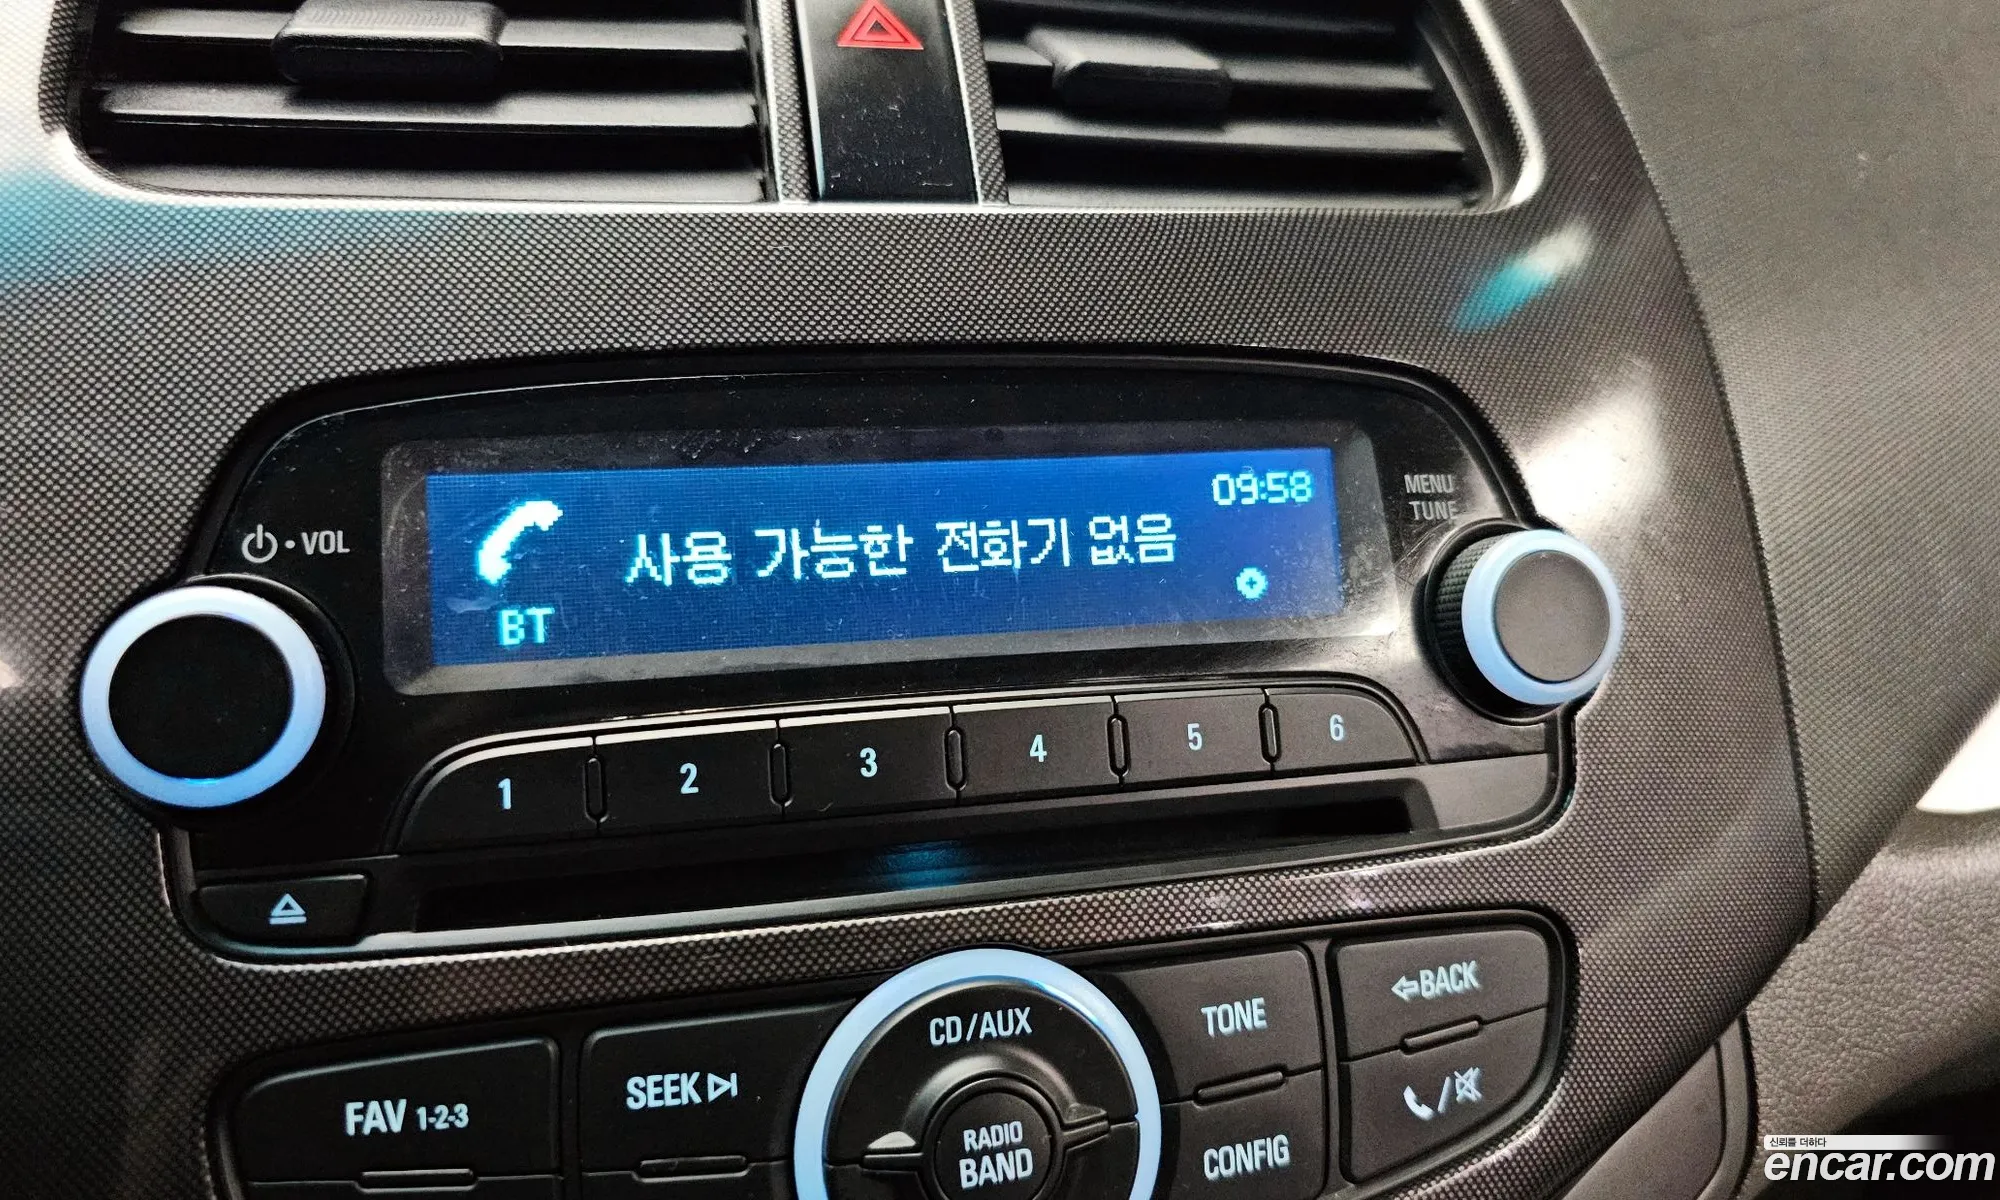 09:58
사용 가능한 전화기 없음
BT
VOL
MENU
TUNE
1 2 3 4 5 6
CD/AUX
TONE
BACK
FAV 1-2-3
SEEK
RADIO
BAND
CONFIG
신뢰를 더하다
encar.com